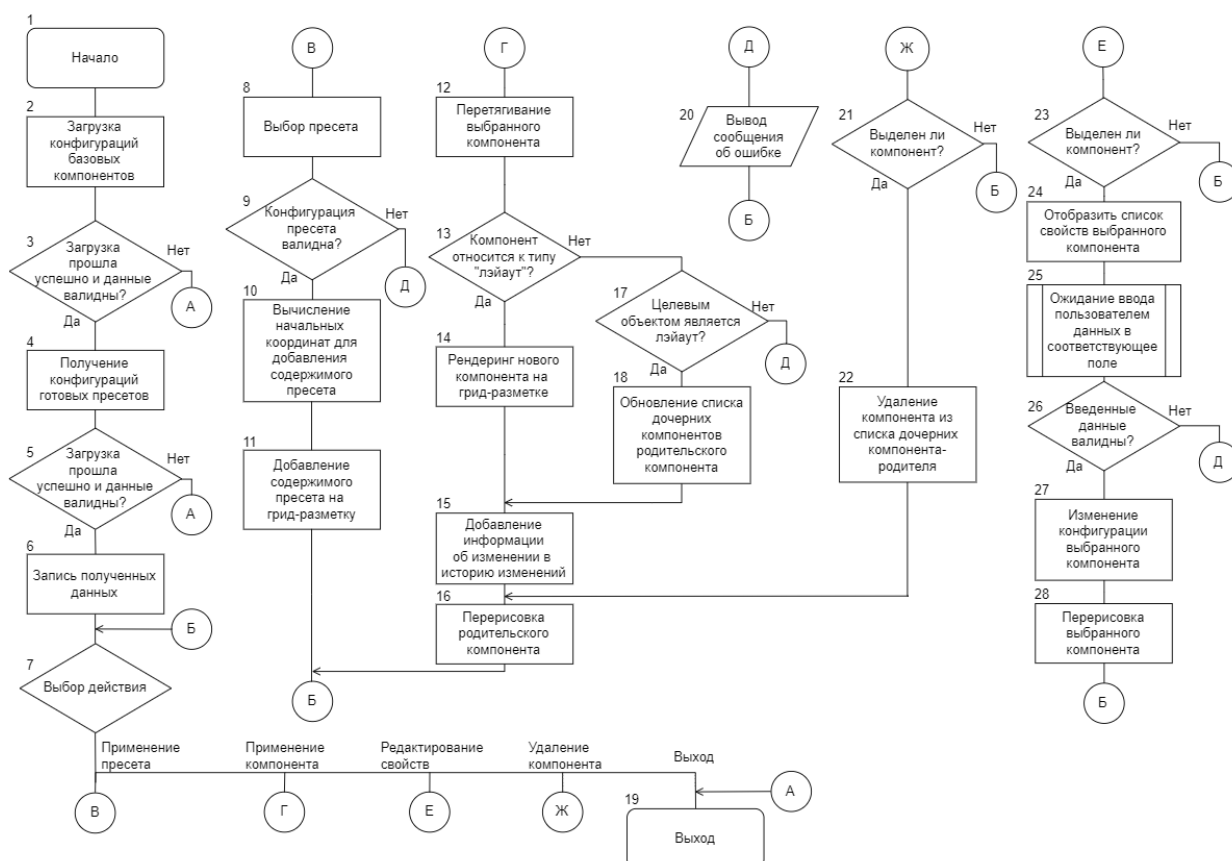 1
Начало
2
Загрузка
конфигураций
базовых
компонентов
3
Загрузка
прошла
успешно и данные
валидны?
Нет
А
Да
4
Получение
конфигураций
готовых пресетов
5
Загрузка
прошла
успешно и данные
валидны?
Нет
А
Да
6
Запись полученных
данных
Б
7
Выбор действия
Применение
пресета
Применение
компонента
Редактирование
свойств
Удаление
компонента
Выход
В
Г
Е
Ж
А
19
Выход
В
8
Выбор пресета
9
Конфигурация
пресета
валидна?
Нет
Д
Да
10
Вычисление
начальных
координат для
добавления
содержимого
пресета
11
Добавление
содержимого
пресета на
грид-разметку
Б
Г
12
Перетягивание
выбранного
компонента
13
Компонент
относится к типу
"лэйаут"?
Нет
Да
14
Рендеринг нового
компонента на
грид-разметке
17
Целевым
объектом является
лэйаут?
Нет
Д
Да
18
Обновление списка
дочерних
компонентов
родительского
компонента
15
Добавление
информации
об изменении в
историю изменений
16
Перерисовка
родительского
компонента
Д
20
Вывод
сообщения
об ошибке
Б
Ж
21
Выделен ли
компонент?
Нет
Б
Да
22
Удаление
компонента из
списка дочерних
компонента-
родителя
Е
23
Выделен ли
компонент?
Нет
Б
Да
24
Отобразить список
свойств выбранного
компонента
25
Ожидание ввода
пользователем
данных в
соответствующее
поле
26
Введенные
данные
валидны?
Нет
Д
Да
27
Изменение
конфигурации
выбранного
компонента
28
Перерисовка
выбранного
компонента
Б